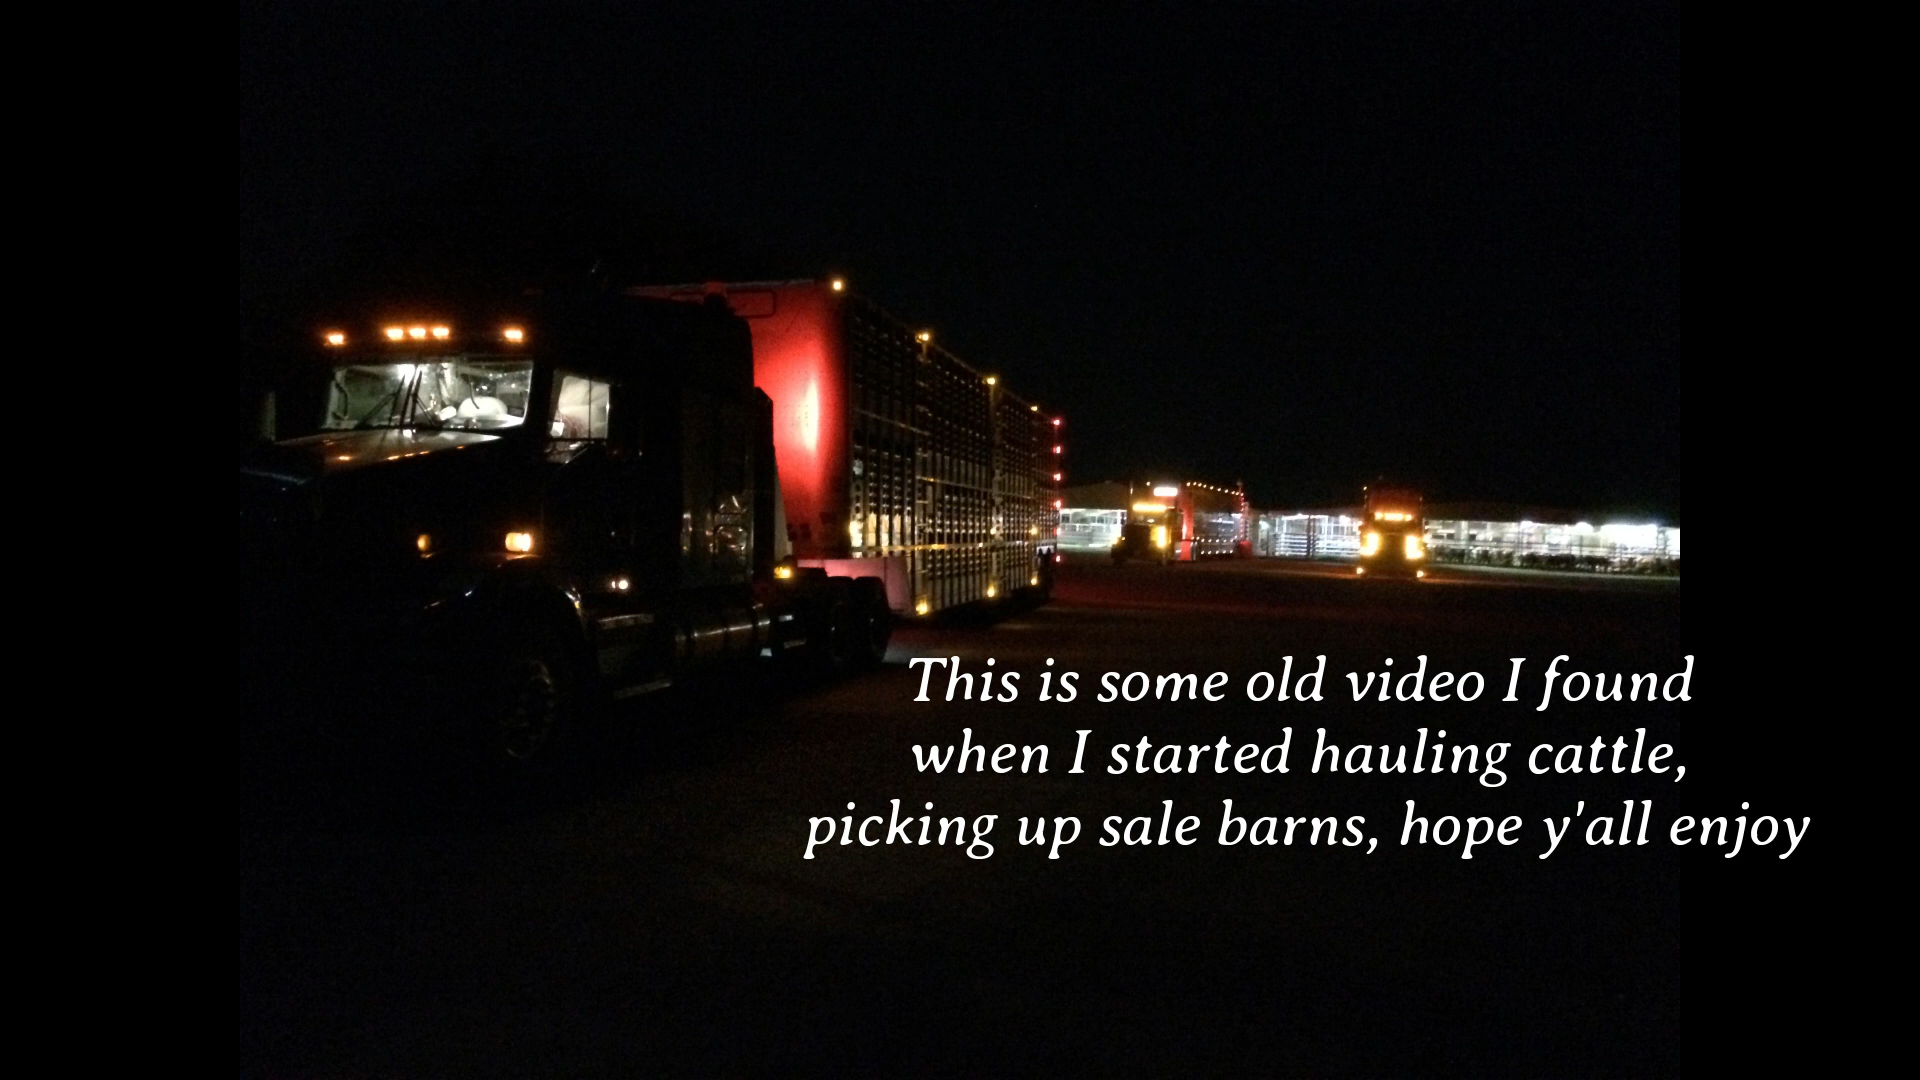 This is some old video I found
when I started hauling cattle,
picking up sale barns, hope y'all enjoy